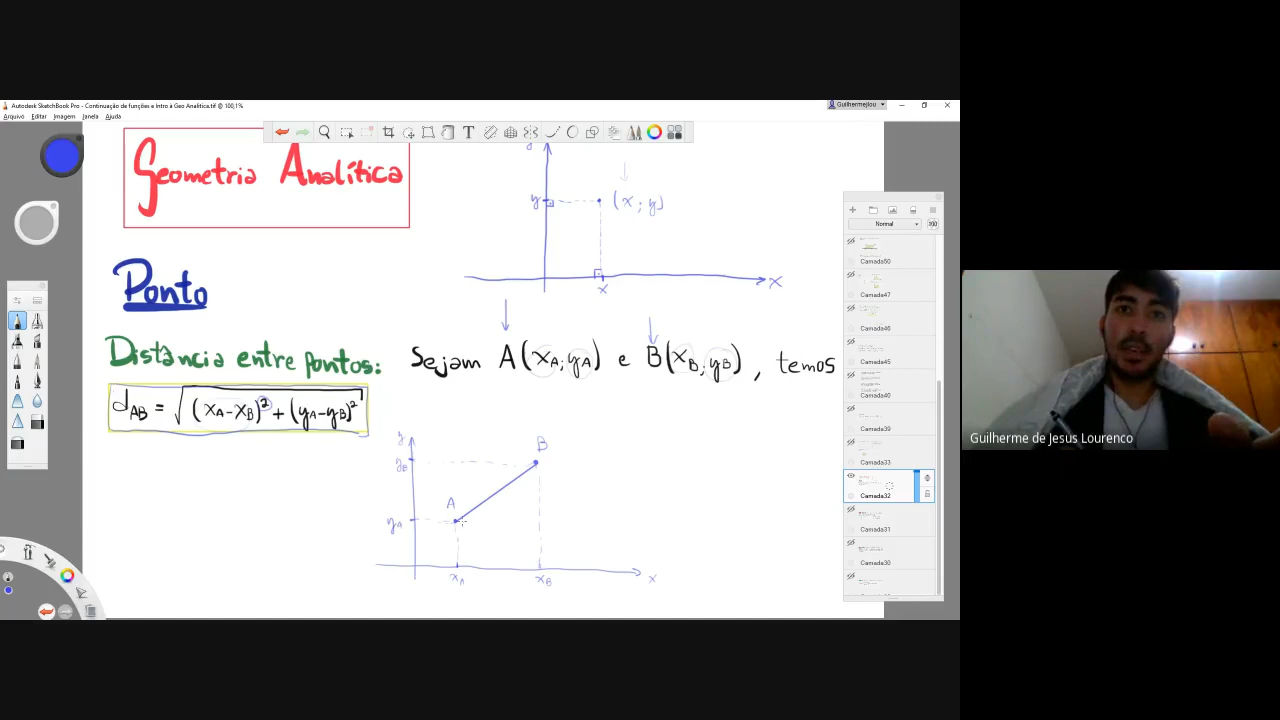 Autodesk SketchBook Pro - Continuação de funções e Intro à Geo Analítica.tif @ 100,1%
Guilhermejlou
Arquivo Editar Imagem Janela Ajuda
Geometria Analítica
y
(x; y)
x
x
Ponto
Distância entre pontos:
Sejam A(xA; yA) e B(xB; yB), temos
dAB = √(xA-xB)²+(yA-yB)²
y
yB
B
A
yA
xA
xB
x
Normal
100
Camada50
Camada47
Camada46
Camada45
Camada40
Camada39
Camada33
Camada32
Camada31
Camada30
Guilherme de Jesus Lourenco